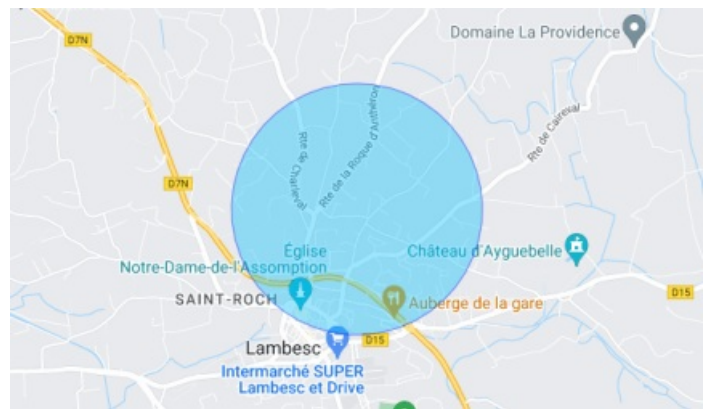 D7N
Domaine La Providence
Rte de Charleval
Rte de la Roque d'Anthéron
Rte de Caireval
D7N
Église
Notre-Dame-de-l'Assomption
Château d'Ayguebelle
SAINT-ROCH
Auberge de la gare
D15
D15
Lambesc
Intermarché SUPER
Lambesc et Drive